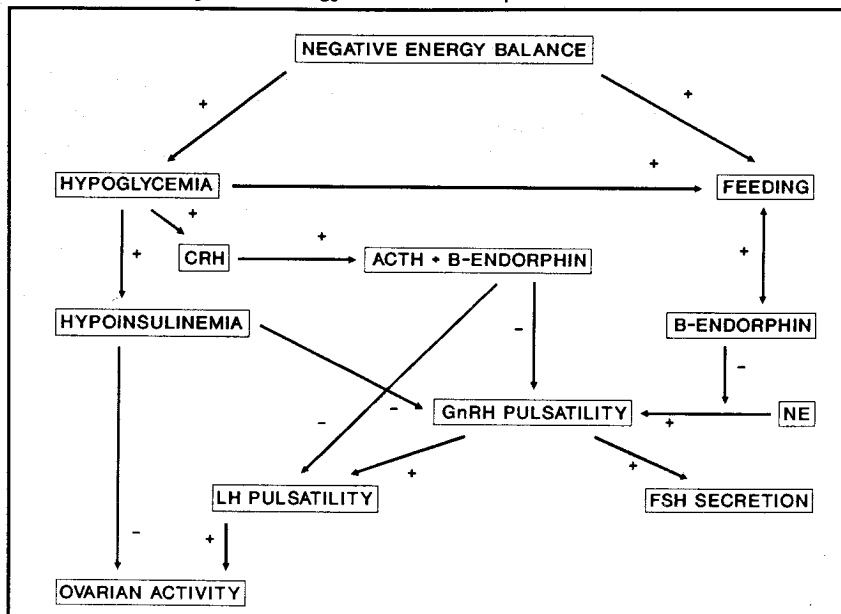 NEGATIVE ENERGY BALANCE
+
+
HYPOGLYCEMIA
+
FEEDING
+
+
CRH
+
ACTH + B-ENDORPHIN
+
HYPOINSULINEMIA
-
B-ENDORPHIN
-
-
-
GnRH PULSATILITY
+
NE
+
+
LH PULSATILITY
FSH SECRETION
-
+
OVARIAN ACTIVITY